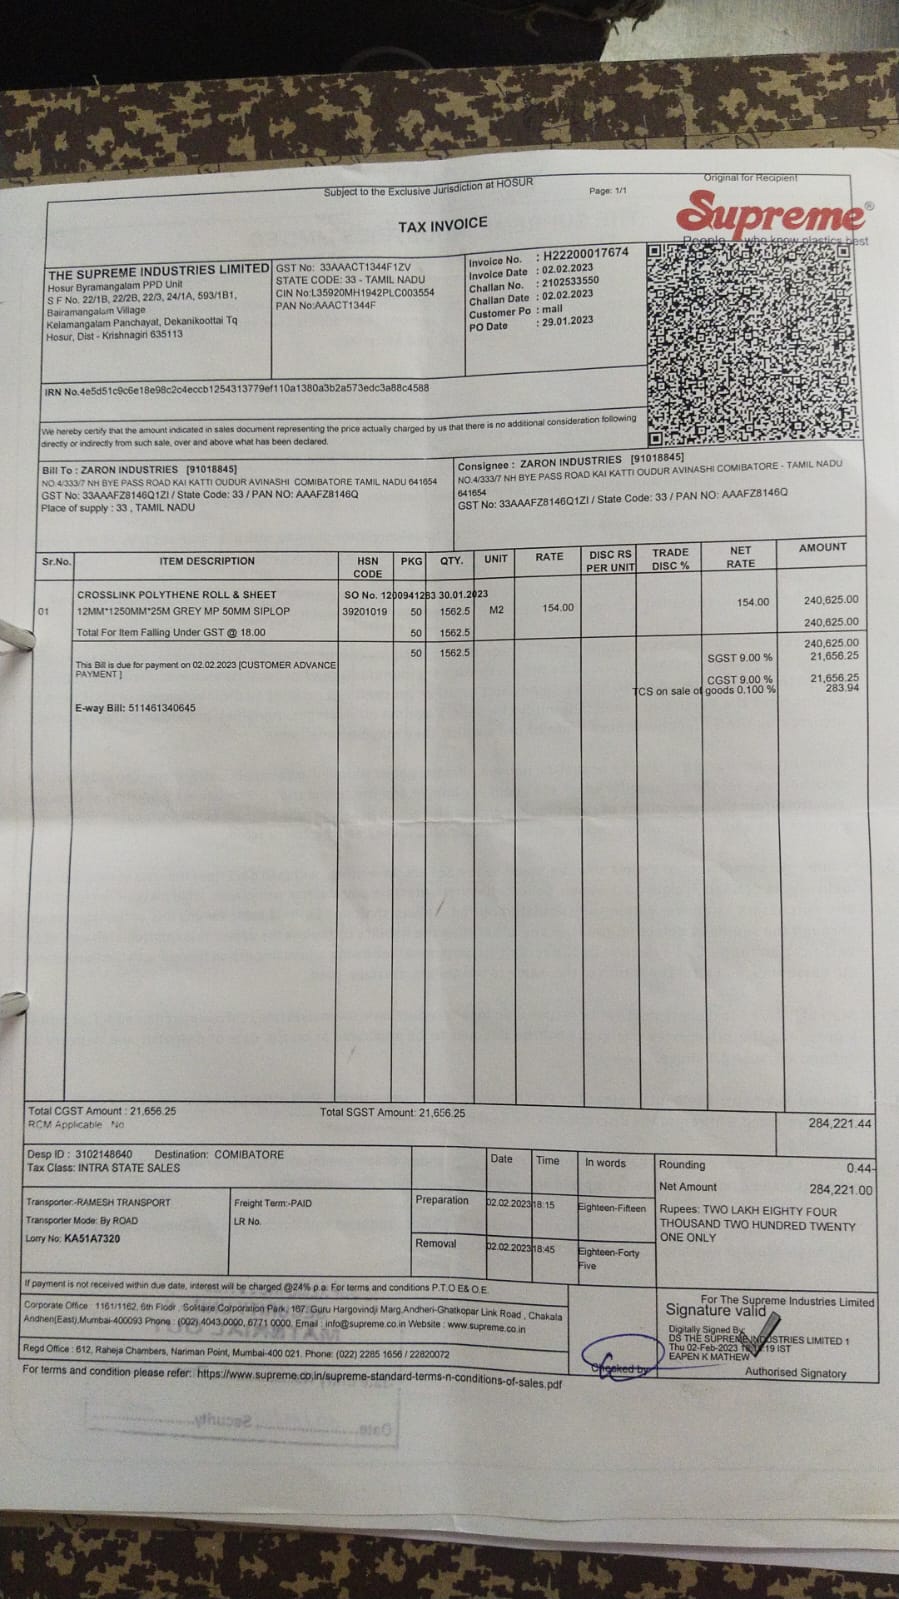 Subject to the Exclusive Jurisdiction at HOSUR
Page: 1/1
Original for Recipient
Supreme®
People who know plastics best
TAX INVOICE
THE SUPREME INDUSTRIES LIMITED
Hosur Byramangalam PPD Unit
S F No. 22/1B, 22/2B, 22/3, 24/1A, 593/1B1,
Bairamangalam Village
Kelamangalam Panchayat, Dekanikoottai Tq
Hosur, Dist - Krishnagiri 635113
GST No: 33AAACT1344F1ZV
STATE CODE: 33 - TAMIL NADU
CIN No:L35920MH1942PLC003554
PAN No:AAACT1344F
Invoice No. : H22200017674
Invoice Date : 02.02.2023
Challan No. : 2102533550
Challan Date : 02.02.2023
Customer Po : mail
PO Date : 29.01.2023
IRN No.4e5d51c9c6e18e98c2c4eccb1254313779ef110a1380a3b2a573edc3a88c4588
We hereby certify that the amount indicated in sales document representing the price actually charged by us that there is no additional consideration following
directly or indirectly from such sale, over and above what has been declared.
Bill To : ZARON INDUSTRIES [91018845]
NO.4/333/7 NH BYE PASS ROAD KAI KATTI OUDUR AVINASHI COMIBATORE TAMIL NADU 641654
GST No: 33AAAFZ8146Q1ZI / State Code: 33 / PAN NO: AAAFZ8146Q
Place of supply : 33 , TAMIL NADU
Consignee : ZARON INDUSTRIES [91018845]
NO.4/333/7 NH BYE PASS ROAD KAI KATTI OUDUR AVINASHI COMIBATORE - TAMIL NADU
641654
GST No: 33AAAFZ8146Q1ZI / State Code: 33 / PAN NO: AAAFZ8146Q
Sr.No. ITEM DESCRIPTION HSN CODE PKG QTY. UNIT RATE DISC RS PER UNIT TRADE DISC % NET RATE AMOUNT
CROSSLINK POLYTHENE ROLL & SHEET SO No. 1200941283 30.01.2023
01 12MM*1250MM*25M GREY MP 50MM SIPLOP 39201019 50 1562.5 M2 154.00 154.00 240,625.00
240,625.00
Total For Item Falling Under GST @ 18.00 50 1562.5
50 1562.5 240,625.00
SGST 9.00 % 21,656.25
This Bill is due for payment on 02.02.2023 [CUSTOMER ADVANCE
PAYMENT ]
CGST 9.00 % 21,656.25
TCS on sale of goods 0.100 % 283.94
E-way Bill: 511461340645
Total CGST Amount : 21,656.25 Total SGST Amount: 21,656.25
RCM Applicable No
284,221.44
Desp ID : 3102148640 Destination: COMIBATORE
Tax Class: INTRA STATE SALES
Date Time In words
Rounding 0.44-
Net Amount 284,221.00
Transporter:-RAMESH TRANSPORT Freight Term:-PAID
Transporter Mode: By ROAD LR No.
Lorry No: KA51A7320
Preparation 02.02.2023 18:15 Eighteen-Fifteen
Removal 02.02.2023 18:45 Eighteen-Forty
Five
Rupees: TWO LAKH EIGHTY FOUR
THOUSAND TWO HUNDRED TWENTY
ONE ONLY
If payment is not received within due date, interest will be charged @24% p.a. For terms and conditions P.T.O E& O.E.
Corporate Office : 1161/1162, 6th Floor , Solitaire Corporation Park, 167, Guru Hargovindji Marg,Andheri-Ghatkopar Link Road , Chakala
Andheri(East),Mumbai-400093 Phone : (002) 4043 0000, 6771 0000. Email : info@supreme.co.in Website : www.supreme.co.in
Regd Office : 612, Raheja Chambers, Nariman Point, Mumbai-400 021. Phone: (022) 2285 1656 / 22820072
For terms and condition please refer: https://www.supreme.co.in/supreme-standard-terms-n-conditions-of-sales.pdf
Checked by
For The Supreme Industries Limited
Signature valid
Digitally Signed By:
DS THE SUPREME INDUSTRIES LIMITED 1
Thu 02-Feb-2023 IST
EAPEN K MATHEW
Authorised Signatory
Date Security